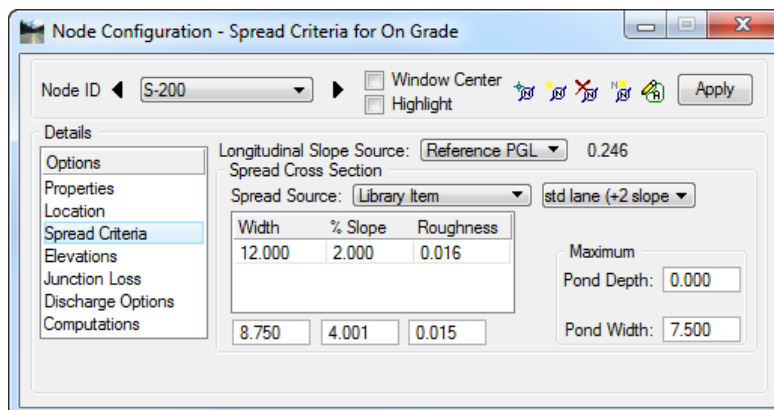 Node Configuration - Spread Criteria for On Grade
Node ID S-200 Window Center Apply
Highlight
Details
Options
Properties
Location
Spread Criteria
Elevations
Junction Loss
Discharge Options
Computations
Longitudinal Slope Source: Reference PGL 0.246
Spread Cross Section
Spread Source: Library Item std lane (+2 slope
Width % Slope Roughness
12.000 2.000 0.016
8.750 4.001 0.015
Maximum
Pond Depth: 0.000
Pond Width: 7.500